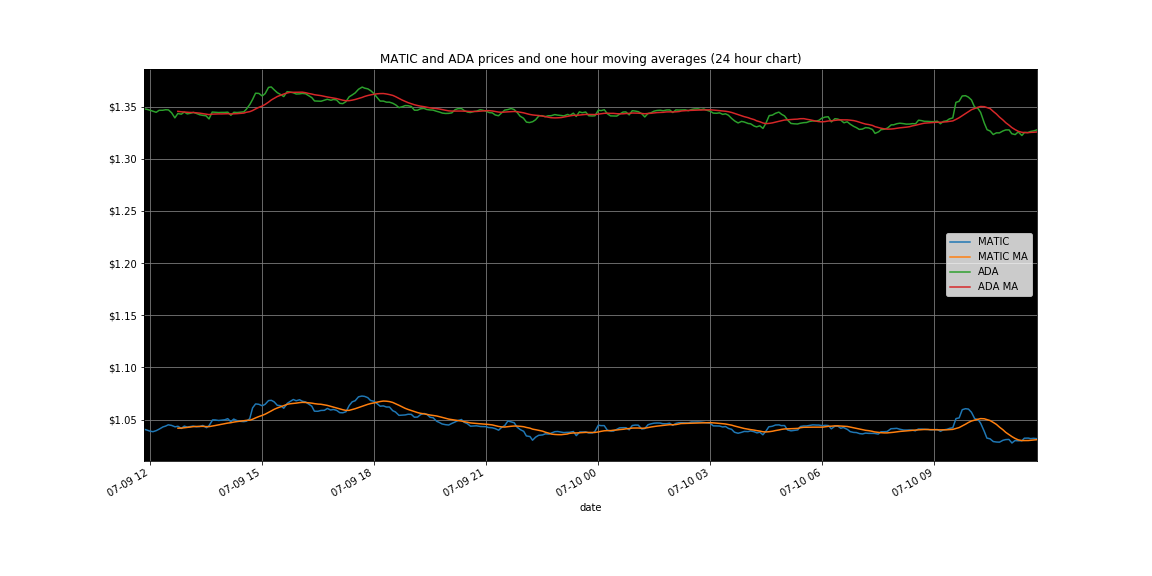 MATIC and ADA prices and one hour moving averages (24 hour chart)
$1.35
$1.30
$1.25
$1.20
$1.15
$1.10
$1.05
MATIC
MATIC MA
ADA
ADA MA
07-09 12
07-09 15
07-09 18
07-09 21
07-10 00
07-10 03
07-10 06
07-10 09
date